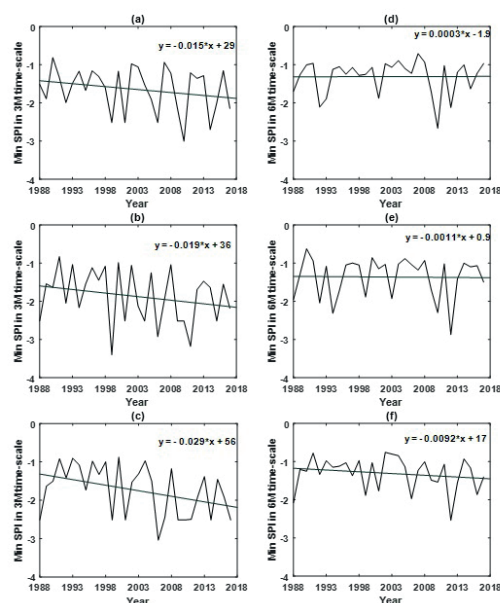 (a)
y = -0.015*x + 29
Min SPI in 3M time-scale
0
-1
-2
-3
-4
1988 1993 1998 2003 2008 2013 2018
Year
(d)
y = 0.0003*x -1.9
Min SPI in 6M time-scale
0
-1
-2
-3
-4
1988 1993 1998 2003 2008 2013 2018
Year
(b)
y = -0.019*x + 36
Min SPI in 3M time-scale
0
-1
-2
-3
-4
1988 1993 1998 2003 2008 2013 2018
Year
(e)
y = -0.0011*x + 0.9
Min SPI in 6M time-scale
0
-1
-2
-3
-4
1988 1993 1998 2003 2008 2013 2018
Year
(c)
y = -0.029*x + 56
Min SPI in 3M time-scale
-1
-1
-2
-3
-4
1988 1993 1998 2003 2008 2013 2018
Year
(f)
y = -0.0092*x + 17
Min SPI in 6M time-scale
0
-1
-2
-3
-4
1988 1993 1998 2003 2008 2013 2018
Year